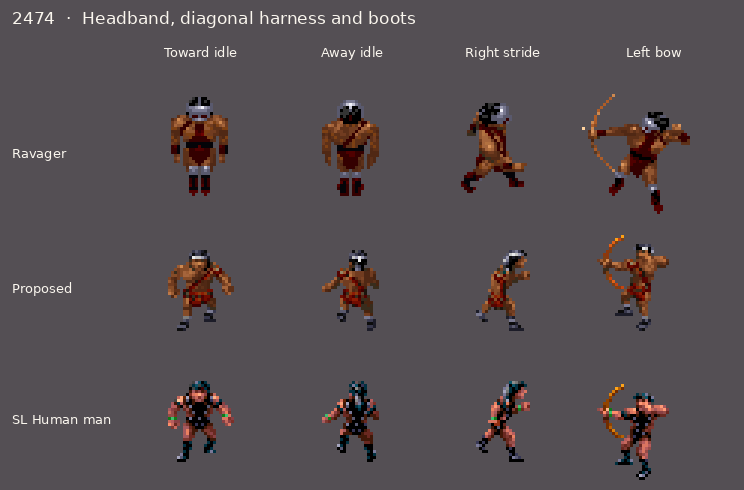 2474 · Headband, diagonal harness and boots
Toward idle
Away idle
Right stride
Left bow
Ravager
Proposed
SL Human man